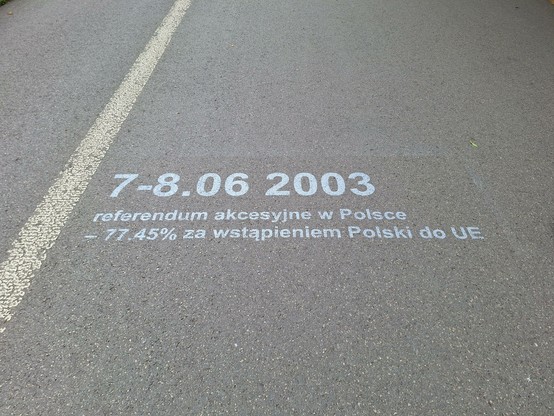 7-8.06 2003
referendum akcesyjne w Polsce
– 77.45% za wstąpieniem Polski do UE